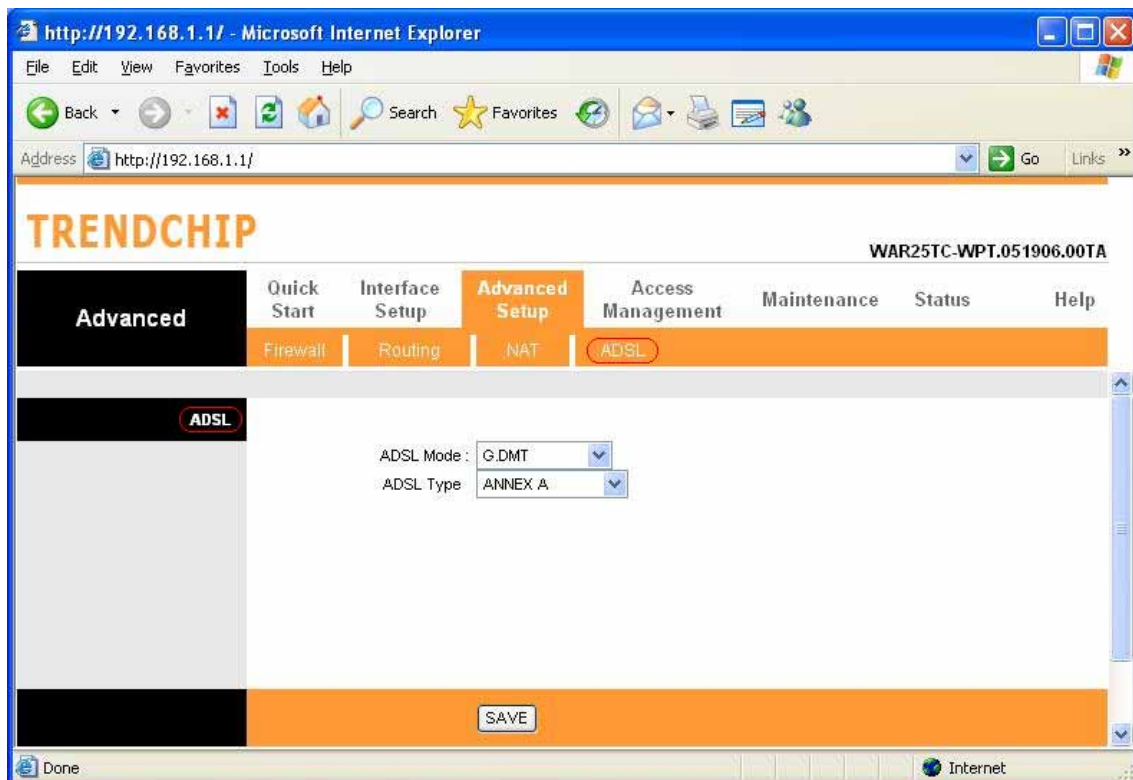 http://192.168.1.1/ - Microsoft Internet Explorer
File Edit View Favorites Tools Help
Back Search Favorites
Address http://192.168.1.1/ Go Links »
TRENDCHIP
WAR25TC-WPT.051906.00TA
Advanced
Quick Start
Interface Setup
Advanced Setup
Access Management
Maintenance
Status
Help
Firewall Routing NAT ADSL
ADSL
ADSL Mode : G.DMT
ADSL Type ANNEX A
SAVE
Done Internet